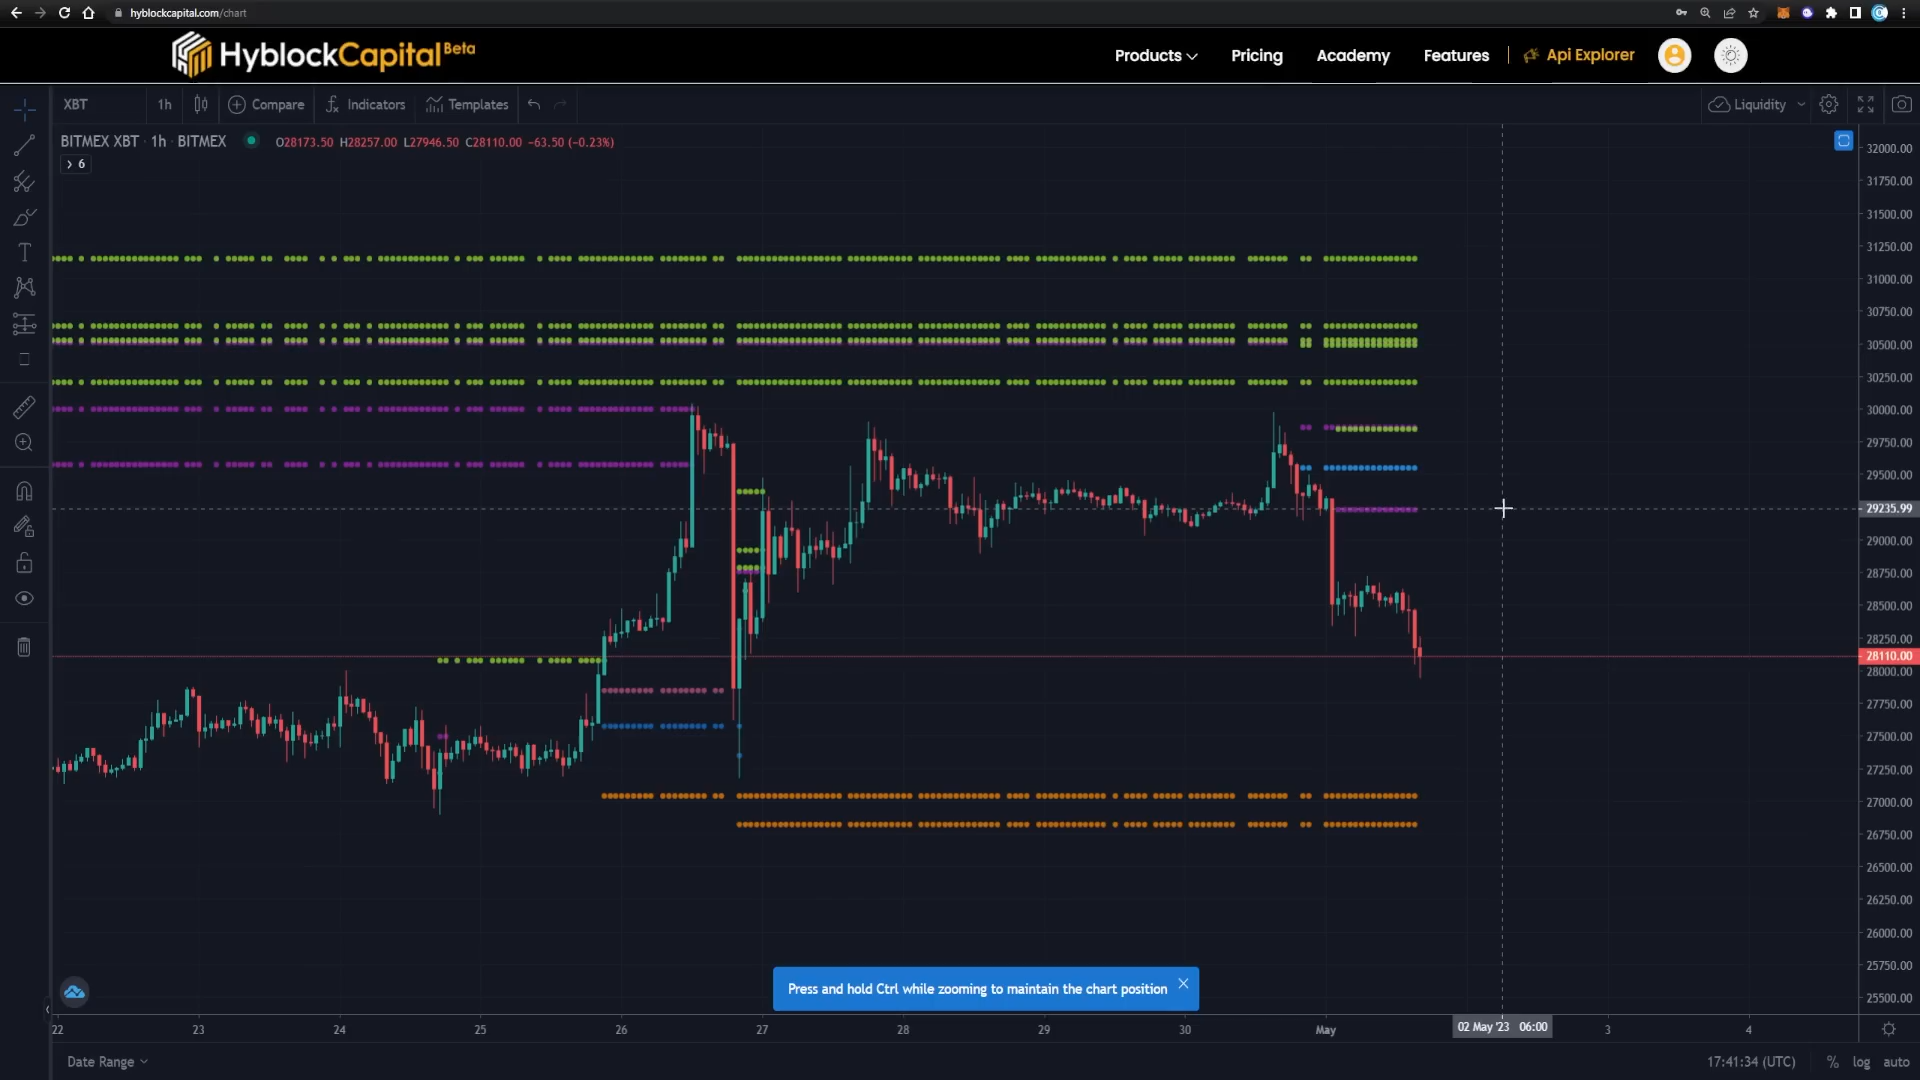 hyblockcapital.com/chart
HyblockCapital Beta
Products
Pricing
Academy
Features
Api Explorer
XBT
1h
Compare
Indicators
Templates
Liquidity
BITMEX XBT · 1h · BITMEX
O28173.50 H28257.00 L27946.50 C28110.00 −63.50 (−0.23%)
6
32000.00
31750.00
31500.00
31250.00
31000.00
30750.00
30500.00
30250.00
30000.00
29750.00
29500.00
29235.99
29000.00
28750.00
28500.00
28250.00
28110.00
28000.00
27750.00
27500.00
27250.00
27000.00
26750.00
26500.00
26250.00
26000.00
25750.00
25500.00
Press and hold Ctrl while zooming to maintain the chart position
22 23 24 25 26 27 28 29 30 May 02 May '23 06:00 3 4
Date Range
17:41:34 (UTC)
%
log
auto